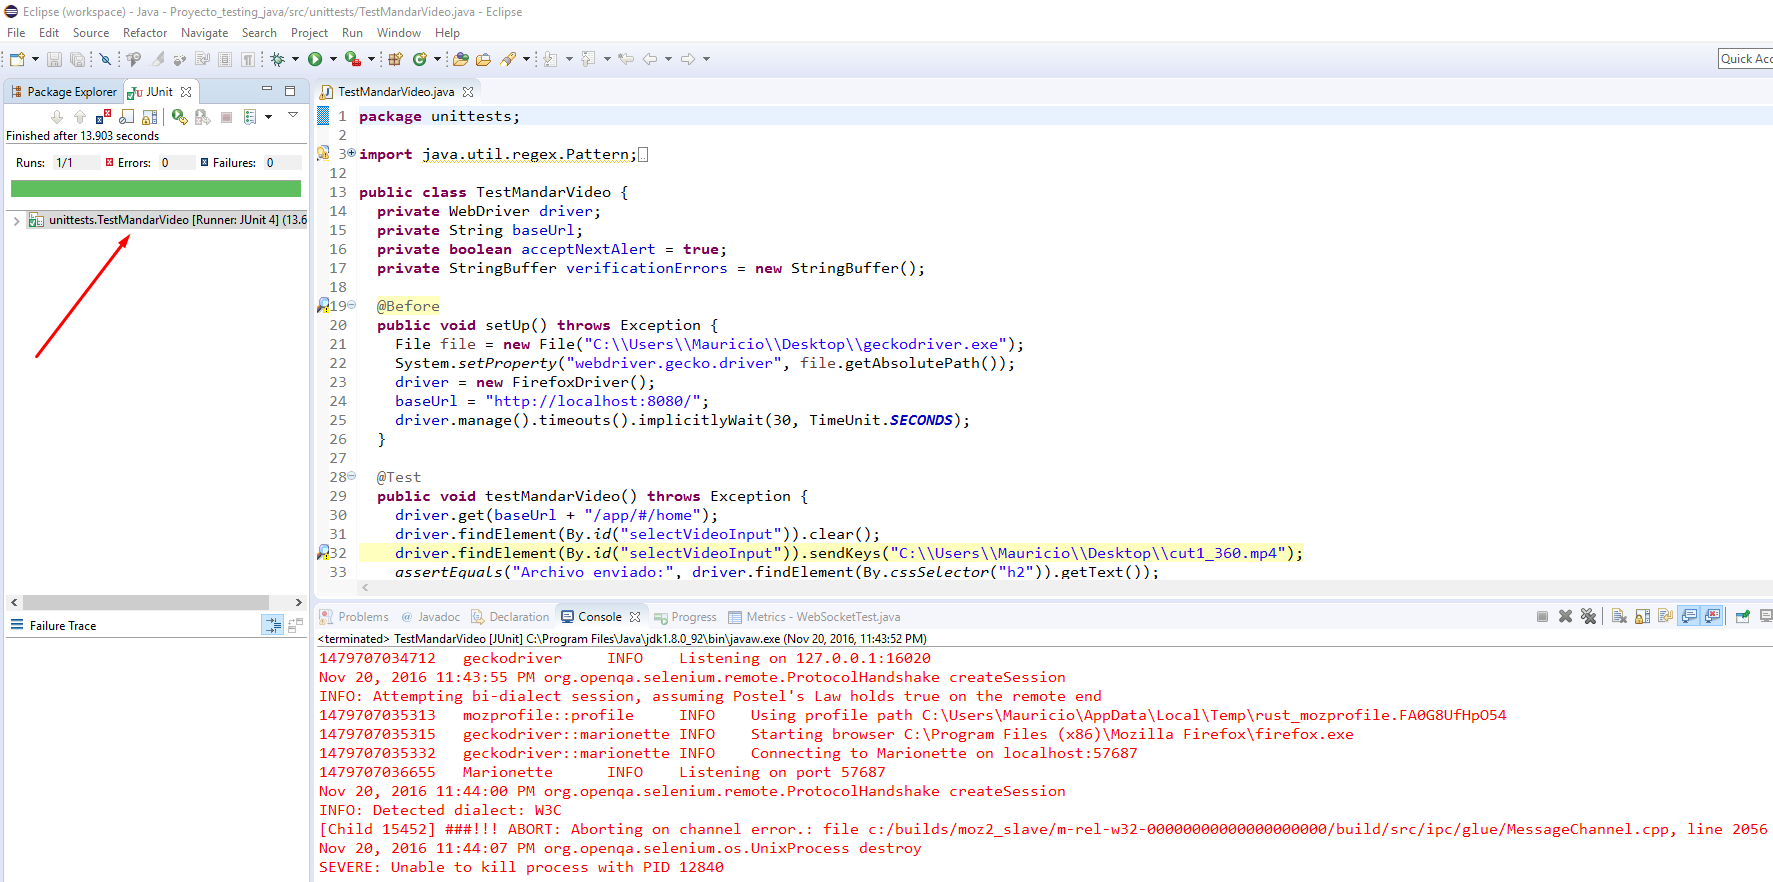 Eclipse (workspace) - Java - Proyecto_testing_java/src/unittests/TestMandarVideo.java - Eclipse
File Edit Source Refactor Navigate Search Project Run Window Help
Quick Acc
Package Explorer JUnit
Finished after 13.903 seconds
Runs: 1/1 Errors: 0 Failures: 0
unittests.TestMandarVideo [Runner: JUnit 4] (13.6
Failure Trace
TestMandarVideo.java
1 package unittests;
2
3 import java.util.regex.Pattern;
12
13 public class TestMandarVideo {
14 private WebDriver driver;
15 private String baseUrl;
16 private boolean acceptNextAlert = true;
17 private StringBuffer verificationErrors = new StringBuffer();
18
19 @Before
20 public void setUp() throws Exception {
21 File file = new File("C:\\Users\\Mauricio\\Desktop\\geckodriver.exe");
22 System.setProperty("webdriver.gecko.driver", file.getAbsolutePath());
23 driver = new FirefoxDriver();
24 baseUrl = "http://localhost:8080/";
25 driver.manage().timeouts().implicitlyWait(30, TimeUnit.SECONDS);
26 }
27
28 @Test
29 public void testMandarVideo() throws Exception {
30 driver.get(baseUrl + "/app/#/home");
31 driver.findElement(By.id("selectVideoInput")).clear();
32 driver.findElement(By.id("selectVideoInput")).sendKeys("C:\\Users\\Mauricio\\Desktop\\cut1_360.mp4");
33 assertEquals("Archivo enviado:", driver.findElement(By.cssSelector("h2")).getText());
Problems @ Javadoc Declaration Console Progress Metrics - WebSocketTest.java
<terminated> TestMandarVideo [JUnit] C:\Program Files\Java\jdk1.8.0_92\bin\javaw.exe (Nov 20, 2016, 11:43:52 PM)
1479707034712 geckodriver INFO Listening on 127.0.0.1:16020
Nov 20, 2016 11:43:55 PM org.openqa.selenium.remote.ProtocolHandshake createSession
INFO: Attempting bi-dialect session, assuming Postel's Law holds true on the remote end
1479707035313 mozprofile::profile INFO Using profile path C:\Users\Mauricio\AppData\Local\Temp\rust_mozprofile.FA0G8UfHpO54
1479707035315 geckodriver::marionette INFO Starting browser C:\Program Files (x86)\Mozilla Firefox\firefox.exe
1479707035332 geckodriver::marionette INFO Connecting to Marionette on localhost:57687
1479707036655 Marionette INFO Listening on port 57687
Nov 20, 2016 11:44:00 PM org.openqa.selenium.remote.ProtocolHandshake createSession
INFO: Detected dialect: W3C
[Child 15452] ###!!! ABORT: Aborting on channel error.: file c:/builds/moz2_slave/m-rel-w32-00000000000000000000/build/src/ipc/glue/MessageChannel.cpp, line 2056
Nov 20, 2016 11:44:07 PM org.openqa.selenium.os.UnixProcess destroy
SEVERE: Unable to kill process with PID 12840